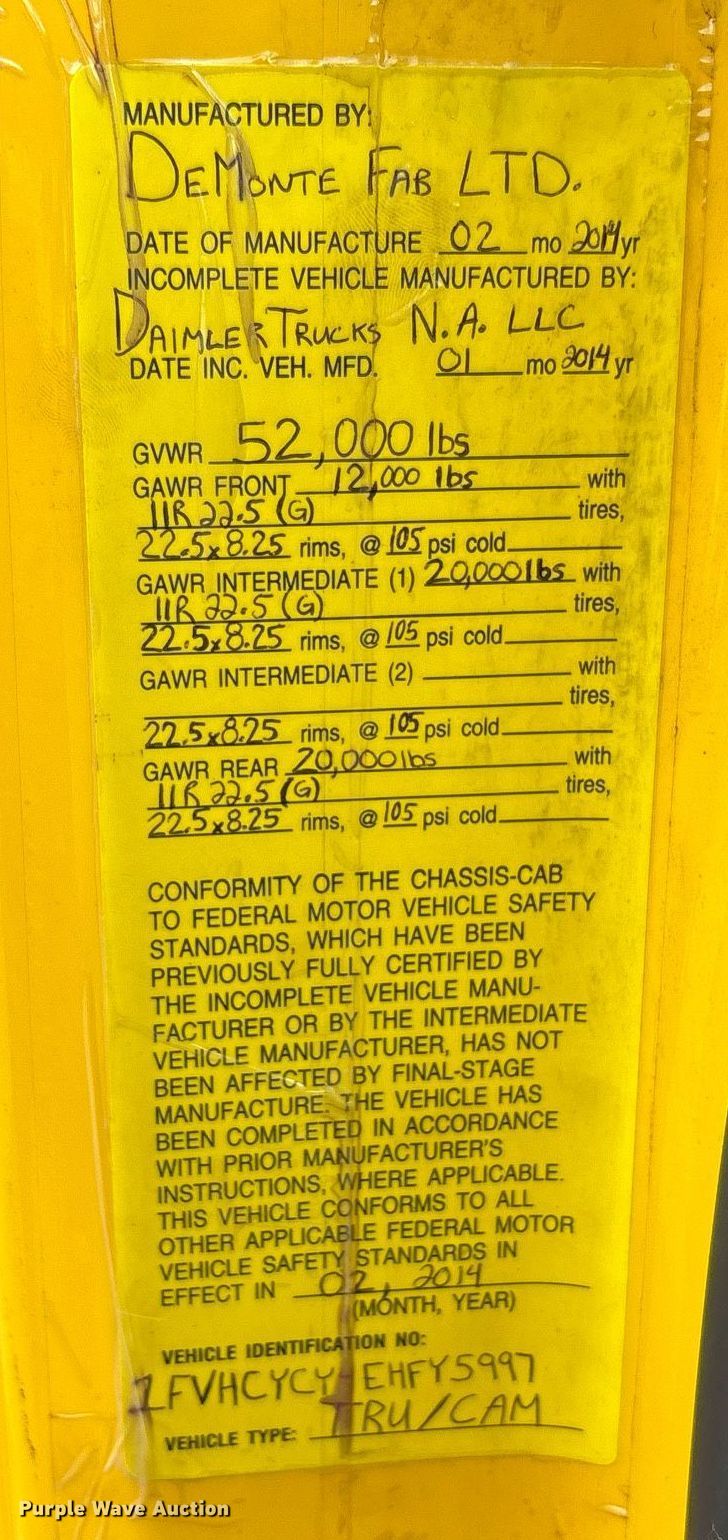 MANUFACTURED BY:
DEMONTE FAB LTD.
DATE OF MANUFACTURE 02 mo 2014 yr
INCOMPLETE VEHICLE MANUFACTURED BY:
DAIMLER TRUCKS N.A. LLC
DATE INC. VEH. MFD. 01 mo 2014 yr
GVWR 52,000 lbs
GAWR FRONT 12,000 lbs with
11R 22.5 (G) tires,
22.5x8.25 rims, @ 105 psi cold
GAWR INTERMEDIATE (1) 20,000 lbs with
11R 22.5 (G) tires,
22.5x8.25 rims, @ 105 psi cold
GAWR INTERMEDIATE (2) with
tires,
22.5x8.25 rims, @ 105 psi cold
GAWR REAR 20,000 lbs with
11R 22.5 (G) tires,
22.5x8.25 rims, @ 105 psi cold
CONFORMITY OF THE CHASSIS-CAB
TO FEDERAL MOTOR VEHICLE SAFETY
STANDARDS, WHICH HAVE BEEN
PREVIOUSLY FULLY CERTIFIED BY
THE INCOMPLETE VEHICLE MANU-
FACTURER OR BY THE INTERMEDIATE
VEHICLE MANUFACTURER, HAS NOT
BEEN AFFECTED BY FINAL-STAGE
MANUFACTURE. THE VEHICLE HAS
BEEN COMPLETED IN ACCORDANCE
WITH PRIOR MANUFACTURER'S
INSTRUCTIONS, WHERE APPLICABLE.
THIS VEHICLE CONFORMS TO ALL
OTHER APPLICABLE FEDERAL MOTOR
VEHICLE SAFETY STANDARDS IN
EFFECT IN 02, 2014
(MONTH, YEAR)
VEHICLE IDENTIFICATION NO:
VEHICLE TYPE: TRU/CAM
Purple Wave Auction